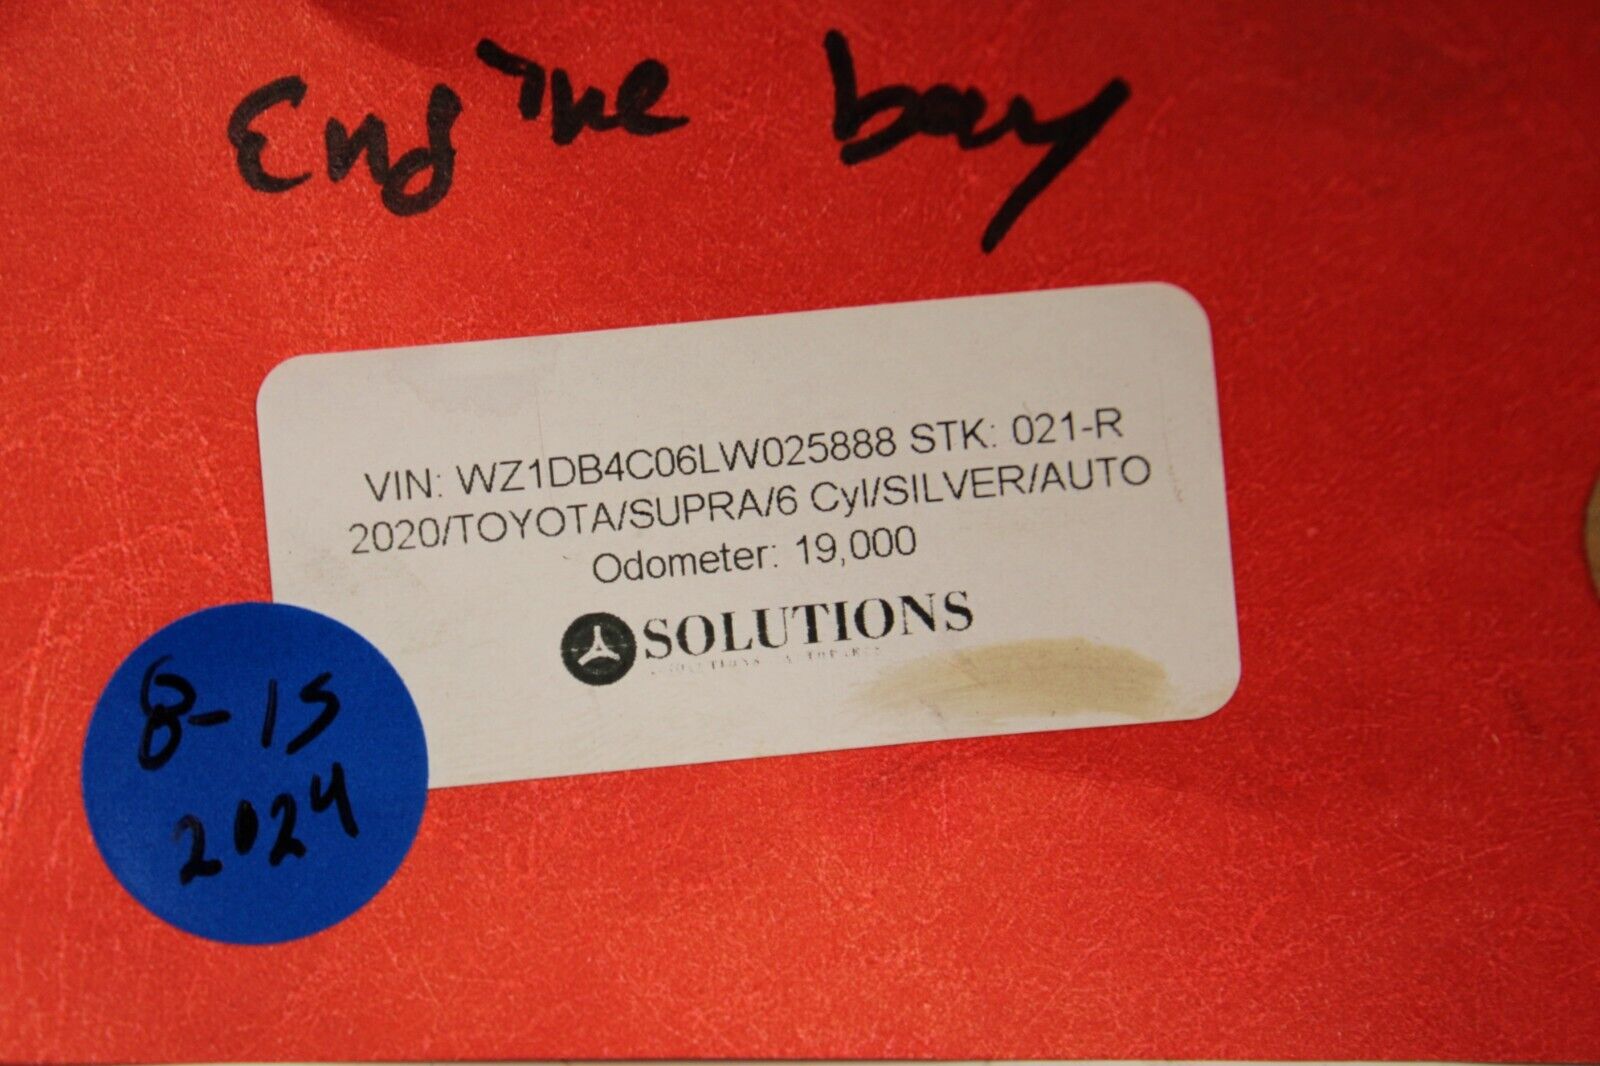 Engine bay
VIN: WZ1DB4C06LW025888 STK: 021-R
2020/TOYOTA/SUPRA/6 Cyl/SILVER/AUTO
Odometer: 19,000
SOLUTIONS
8-15
2024